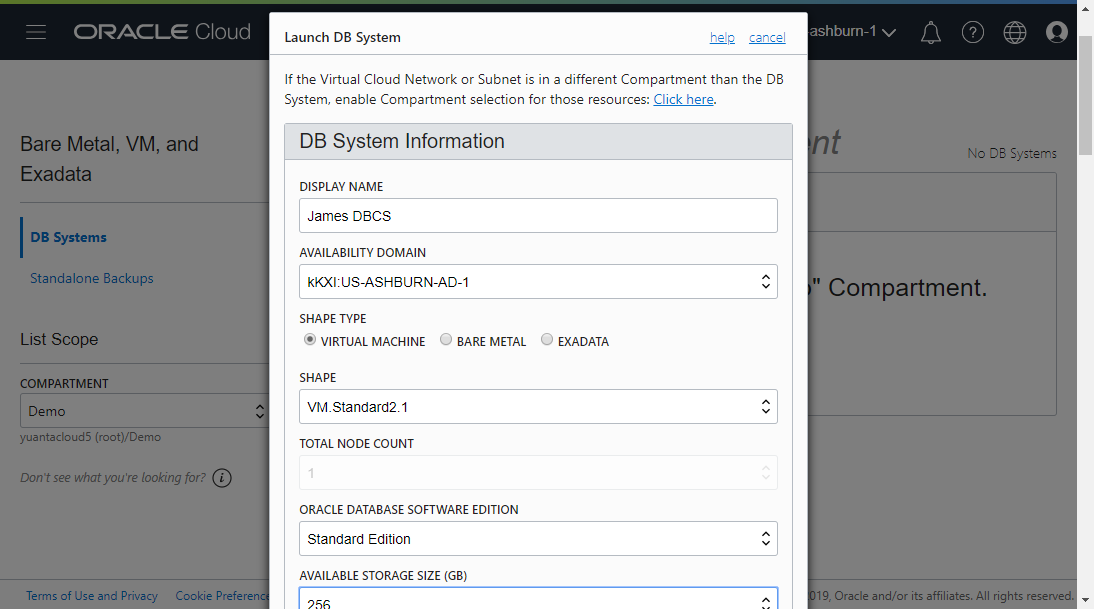 ORACLE Cloud
-ashburn-1
Bare Metal, VM, and
Exadata
DB Systems
Standalone Backups
List Scope
COMPARTMENT
Demo
yuantacloud5 (root)/Demo
Don't see what you're looking for?
Launch DB System
help
cancel
If the Virtual Cloud Network or Subnet is in a different Compartment than the DB
System, enable Compartment selection for those resources: Click here.
DB System Information
DISPLAY NAME
James DBCS
AVAILABILITY DOMAIN
kKXI:US-ASHBURN-AD-1
SHAPE TYPE
VIRTUAL MACHINE
BARE METAL
EXADATA
SHAPE
VM.Standard2.1
TOTAL NODE COUNT
1
ORACLE DATABASE SOFTWARE EDITION
Standard Edition
AVAILABLE STORAGE SIZE (GB)
256
No DB Systems
" Compartment.
Terms of Use and Privacy
Cookie Preference
019, Oracle and/or its affiliates. All rights reserved.